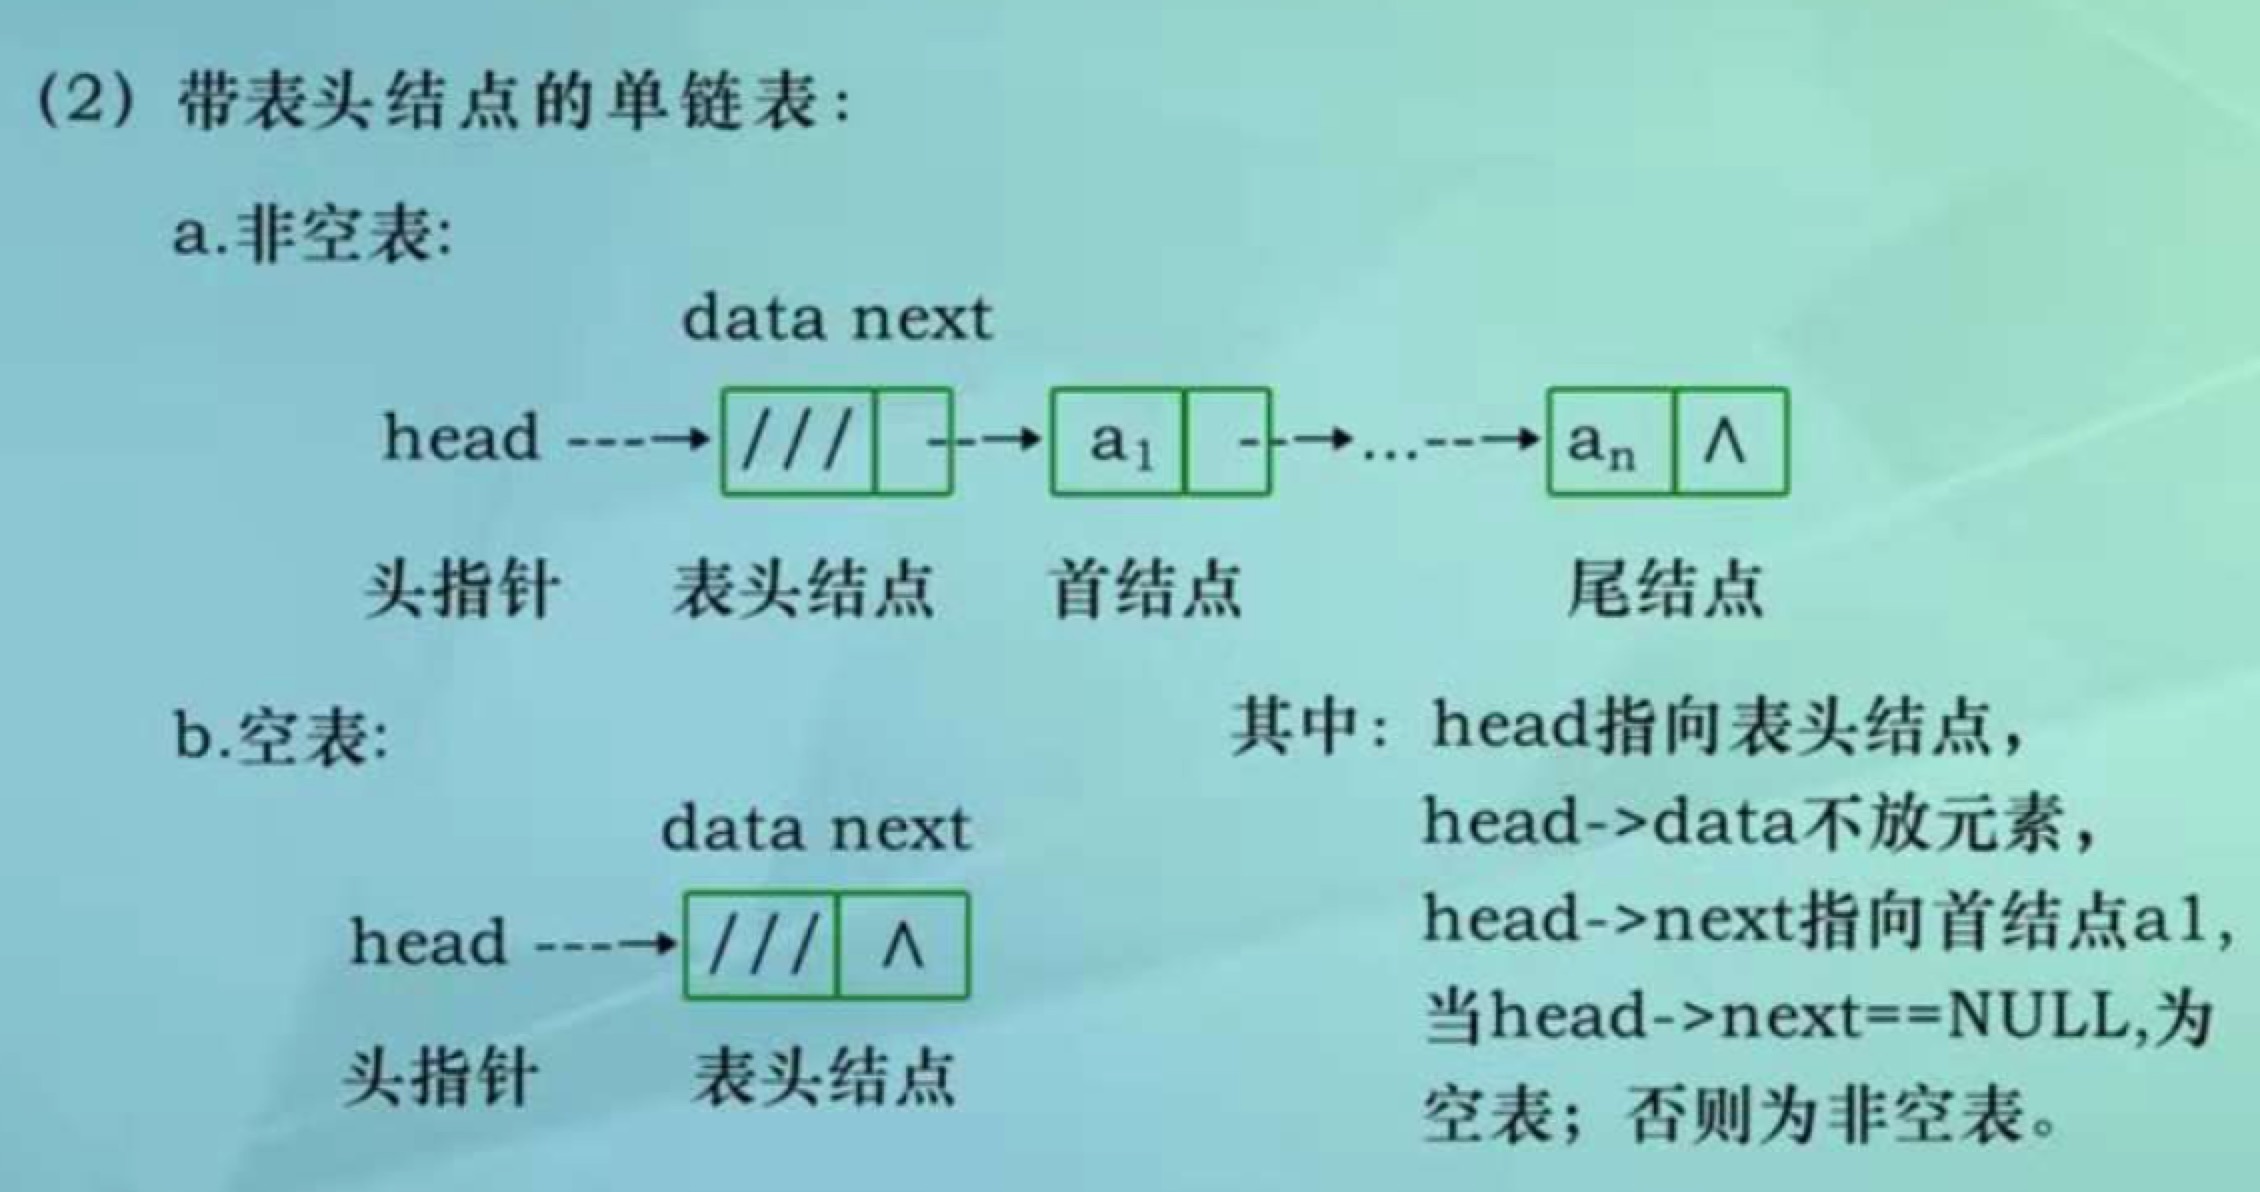 (2) 带表头结点的单链表:
a.非空表:
data next
head /// a1 ... an ∧
头指针 表头结点 首结点 尾结点
b.空表:
data next
head /// ∧
头指针 表头结点
其中: head指向表头结点,
head->data不放元素,
head->next指向首结点a1,
当head->next==NULL,为
空表; 否则为非空表。